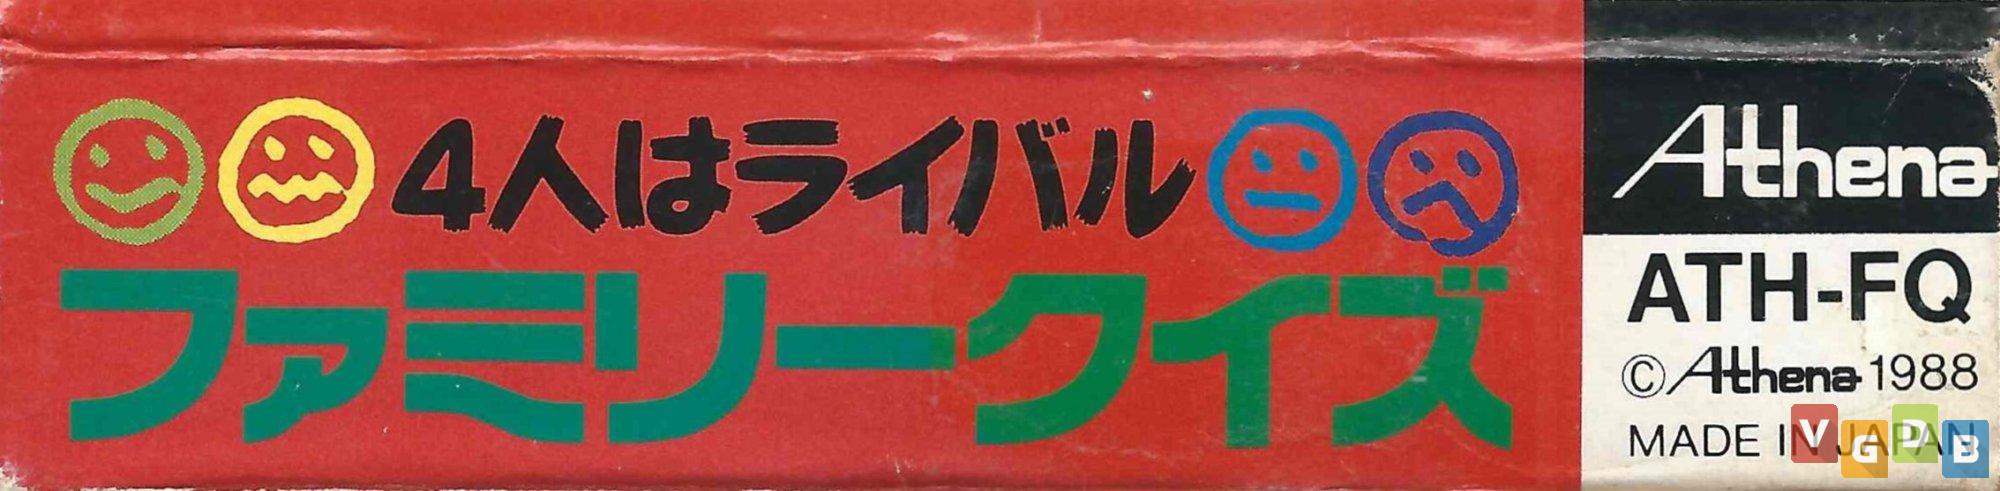 4人はライバル
ファミリークイズ
Athena
ATH-FQ
©Athena 1988
MADE IN JAPAN
VGDB